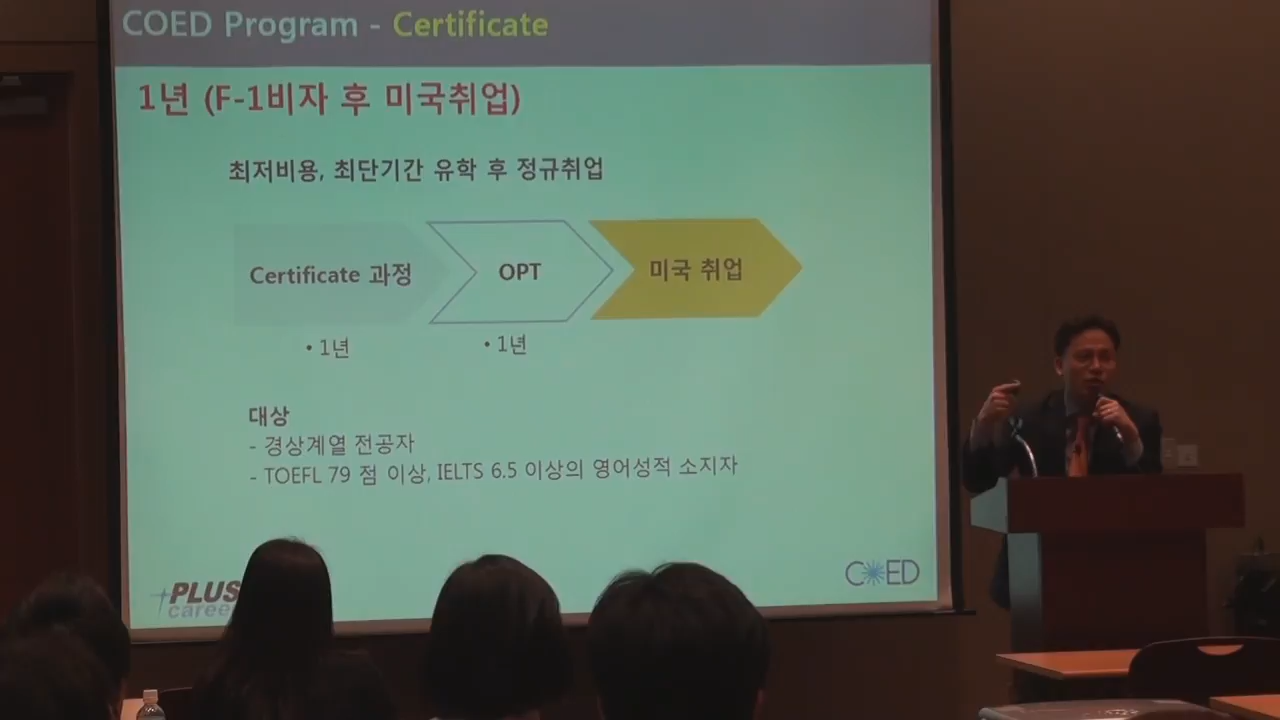 COED Program - Certificate
1년 (F-1비자 후 미국취업)
최저비용, 최단기간 유학 후 정규취업
Certificate 과정
OPT
미국 취업
• 1년
• 1년
대상
- 경상계열 전공자
- TOEFL 79 점 이상, IELTS 6.5 이상의 영어성적 소지자
PLUS
career
COED